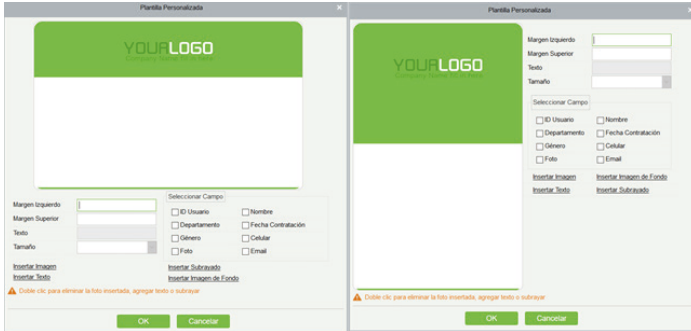 Plantilla Personalizada
YOURLOGO
Margen Izquierdo
Margen Superior
Texto
Tamaño
Seleccionar Campo
ID Usuario Nombre
Departamento Fecha Contratación
Género Celular
Foto Email
Insertar Imagen Insertar Subrayado
Insertar Texto Insertar Imagen de Fondo
Doble clic para eliminar la foto insertada, agregar texto o subrayar
OK Cancelar
Plantilla Personalizada
YOURLOGO
Margen Izquierdo
Margen Superior
Texto
Tamaño
Seleccionar Campo
ID Usuario Nombre
Departamento Fecha Contratación
Género Celular
Foto Email
Insertar Imagen Insertar Imagen de Fondo
Insertar Texto Insertar Subrayado
Doble clic para eliminar la foto insertada, agregar texto o subrayar
OK Cancelar